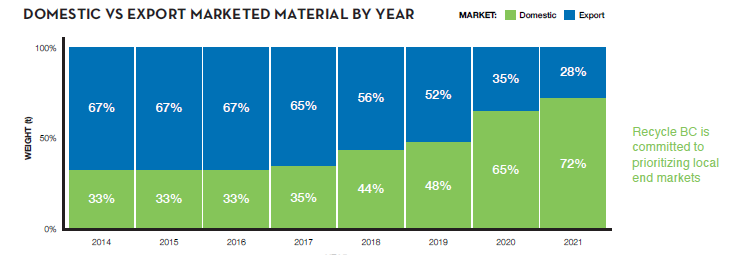 DOMESTIC VS EXPORT MARKETED MATERIAL BY YEAR
MARKET: Domestic Export
100%
50%
0%
WEIGHT (t)
67% 67% 67% 65% 56% 52% 35% 28%
33% 33% 33% 35% 44% 48% 65% 72%
2014 2015 2016 2017 2018 2019 2020 2021
Recycle BC is
committed to
prioritizing local
end markets